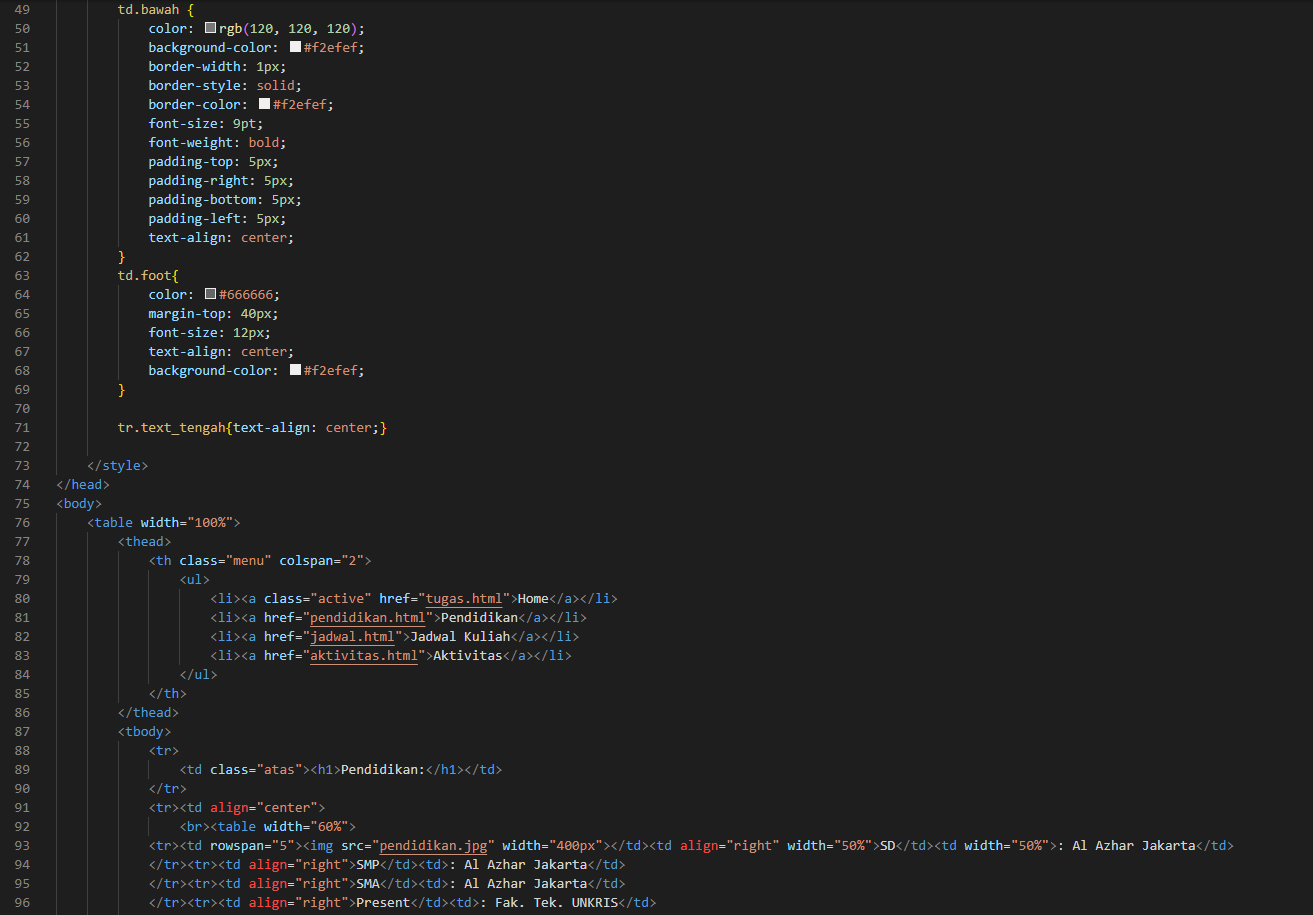 49 td.bawah {
50 color: rgb(120, 120, 120);
51 background-color: #f2efef;
52 border-width: 1px;
53 border-style: solid;
54 border-color: #f2efef;
55 font-size: 9pt;
56 font-weight: bold;
57 padding-top: 5px;
58 padding-right: 5px;
59 padding-bottom: 5px;
60 padding-left: 5px;
61 text-align: center;
62 }
63 td.foot{
64 color: #666666;
65 margin-top: 40px;
66 font-size: 12px;
67 text-align: center;
68 background-color: #f2efef;
69 }
70
71 tr.text_tengah{text-align: center;}
72
73 </style>
74 </head>
75 <body>
76 <table width="100%">
77 <thead>
78 <th class="menu" colspan="2">
79 <ul>
80 <li><a class="active" href="tugas.html">Home</a></li>
81 <li><a href="pendidikan.html">Pendidikan</a></li>
82 <li><a href="jadwal.html">Jadwal Kuliah</a></li>
83 <li><a href="aktivitas.html">Aktivitas</a></li>
84 </ul>
85 </th>
86 </thead>
87 <tbody>
88 <tr>
89 <td class="atas"><h1>Pendidikan:</h1></td>
90 </tr>
91 <tr><td align="center">
92 <br><table width="60%">
93 <tr><td rowspan="5"><img src="pendidikan.jpg" width="400px"></td><td align="right" width="50%">SD</td><td width="50%">: Al Azhar Jakarta</td>
94 </tr><tr><td align="right">SMP</td><td>: Al Azhar Jakarta</td>
95 </tr><tr><td align="right">SMA</td><td>: Al Azhar Jakarta</td>
96 </tr><tr><td align="right">Present</td><td>: Fak. Tek. UNKRIS</td>